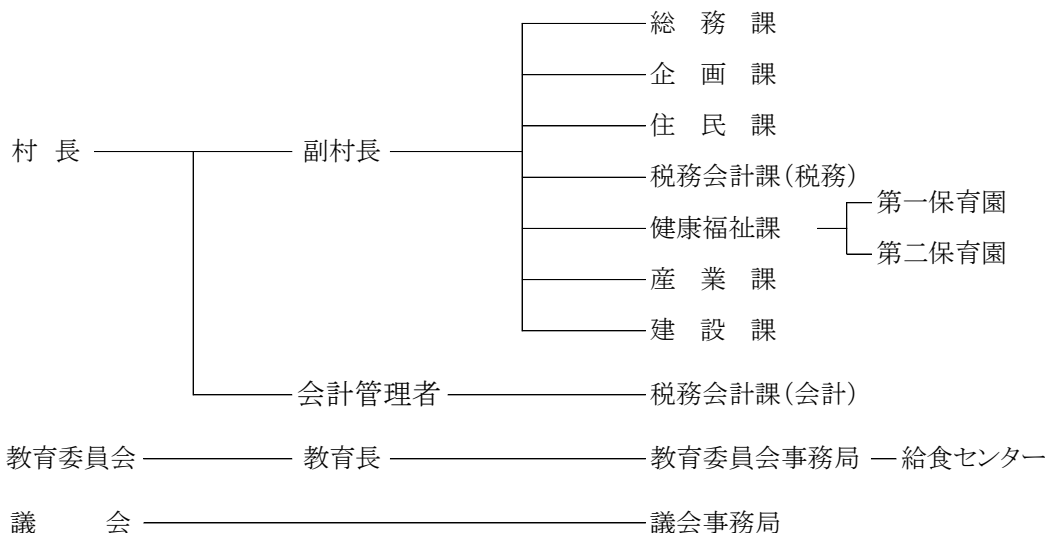 総 務 課
企 画 課
住 民 課
村 長 副村長
税務会計課(税務)
第一保育園
健康福祉課
第二保育園
産 業 課
建 設 課
会計管理者 税務会計課(会計)
教育委員会 教育長 教育委員会事務局 給食センター
議 会 議会事務局